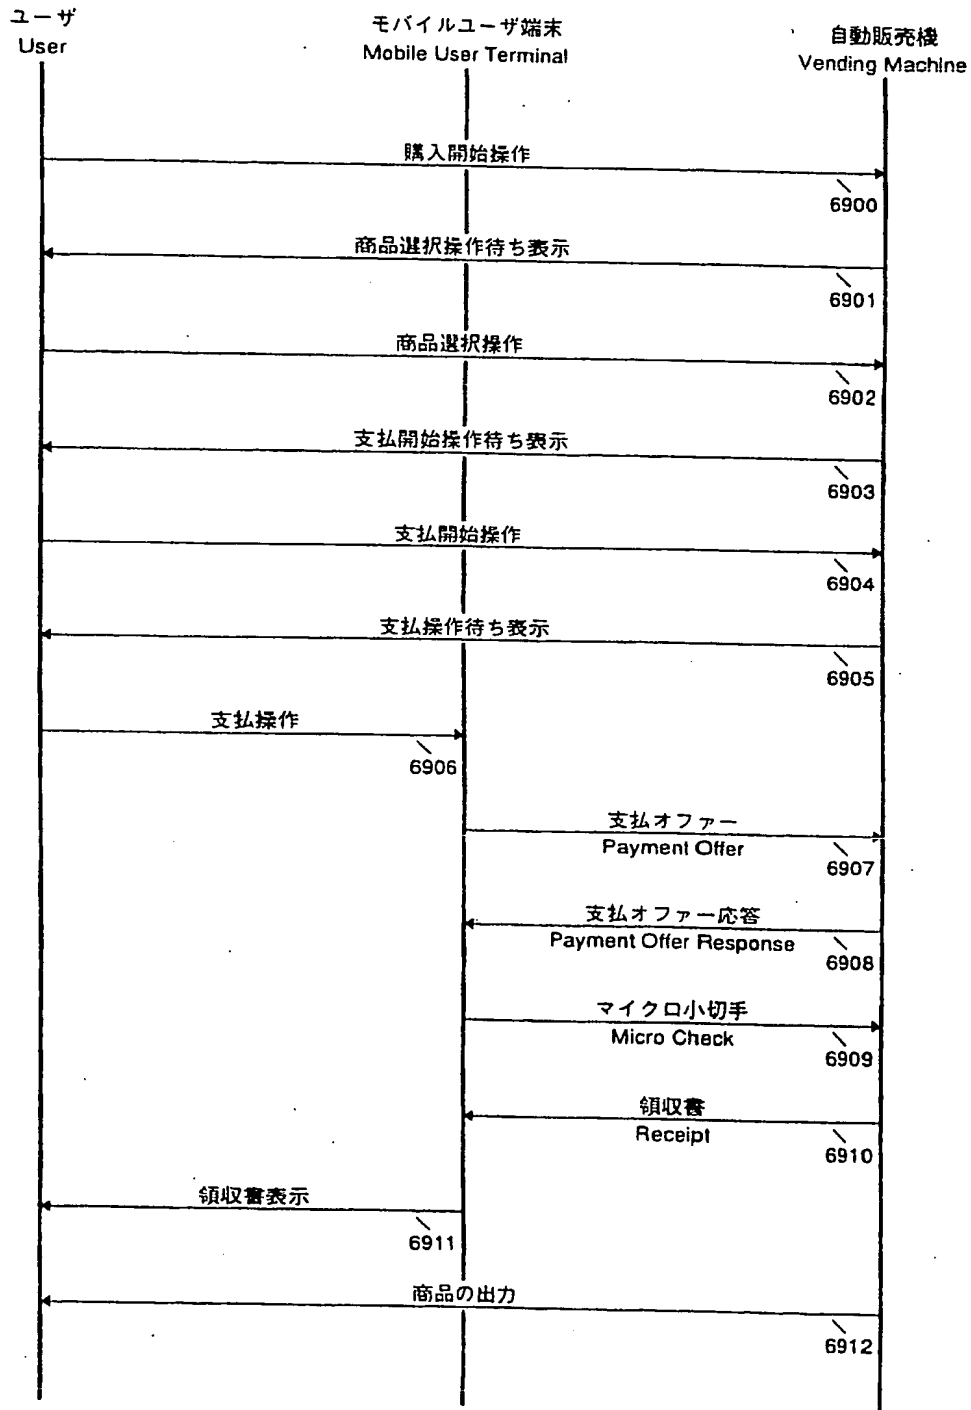 ユーザ
User
モバイルユーザ端末
Mobile User Terminal
自動販売機
Vending Machine
購入開始操作
6900
商品選択操作待ち表示
6901
商品選択操作
6902
支払開始操作待ち表示
6903
支払開始操作
6904
支払操作待ち表示
6905
支払操作
6906
支払オファー
Payment Offer
6907
支払オファー応答
Payment Offer Response
6908
マイクロ小切手
Micro Check
6909
領収書
Receipt
6910
領収書表示
6911
商品の出力
6912